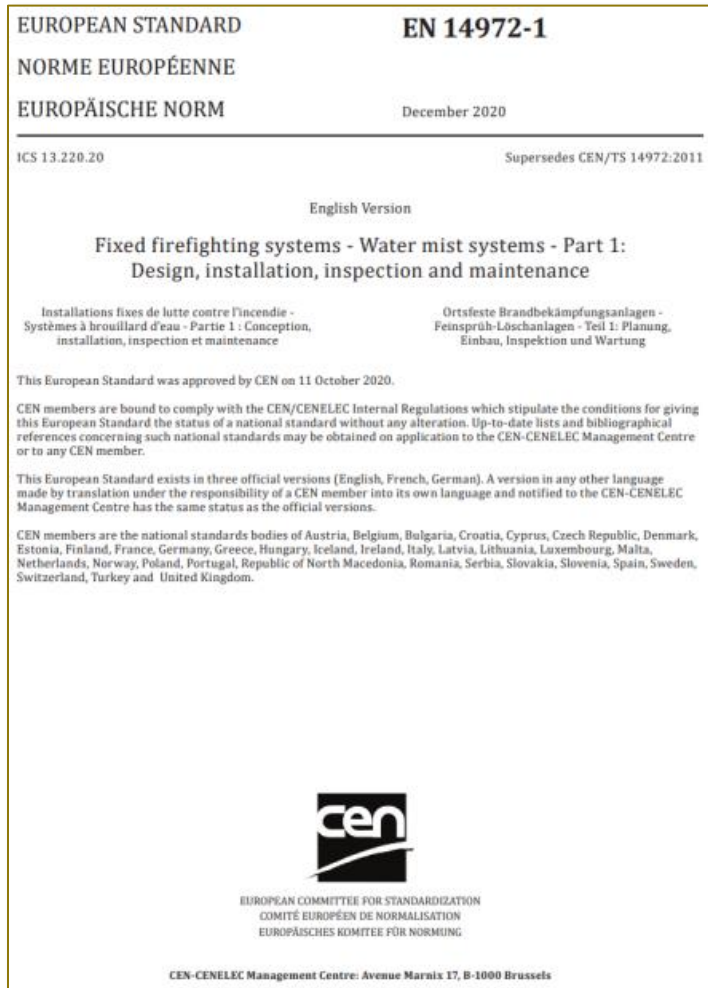 EUROPEAN STANDARD
EN 14972-1
NORME EUROPÉENNE
EUROPÄISCHE NORM
December 2020
ICS 13.220.20
Supersedes CEN/TS 14972:2011
English Version
Fixed firefighting systems - Water mist systems - Part 1:
Design, installation, inspection and maintenance
Installations fixes de lutte contre l'incendie -
Systèmes à brouillard d'eau - Partie 1 : Conception,
installation, inspection et maintenance
Ortsfeste Brandbekämpfungsanlagen -
Feinsprüh-Löschanlagen - Teil 1: Planung,
Einbau, Inspektion und Wartung
This European Standard was approved by CEN on 11 October 2020.
CEN members are bound to comply with the CEN/CENELEC Internal Regulations which stipulate the conditions for giving
this European Standard the status of a national standard without any alteration. Up-to-date lists and bibliographical
references concerning such national standards may be obtained on application to the CEN-CENELEC Management Centre
or to any CEN member.
This European Standard exists in three official versions (English, French, German). A version in any other language
made by translation under the responsibility of a CEN member into its own language and notified to the CEN-CENELEC
Management Centre has the same status as the official versions.
CEN members are the national standards bodies of Austria, Belgium, Bulgaria, Croatia, Cyprus, Czech Republic, Denmark,
Estonia, Finland, France, Germany, Greece, Hungary, Iceland, Ireland, Italy, Latvia, Lithuania, Luxembourg, Malta,
Netherlands, Norway, Poland, Portugal, Republic of North Macedonia, Romania, Serbia, Slovakia, Slovenia, Spain, Sweden,
Switzerland, Turkey and United Kingdom.
cen
EUROPEAN COMMITTEE FOR STANDARDIZATION
COMITÉ EUROPÉEN DE NORMALISATION
EUROPÄISCHES KOMITEE FÜR NORMUNG
CEN-CENELEC Management Centre: Avenue Marnix 17, B-1000 Brussels